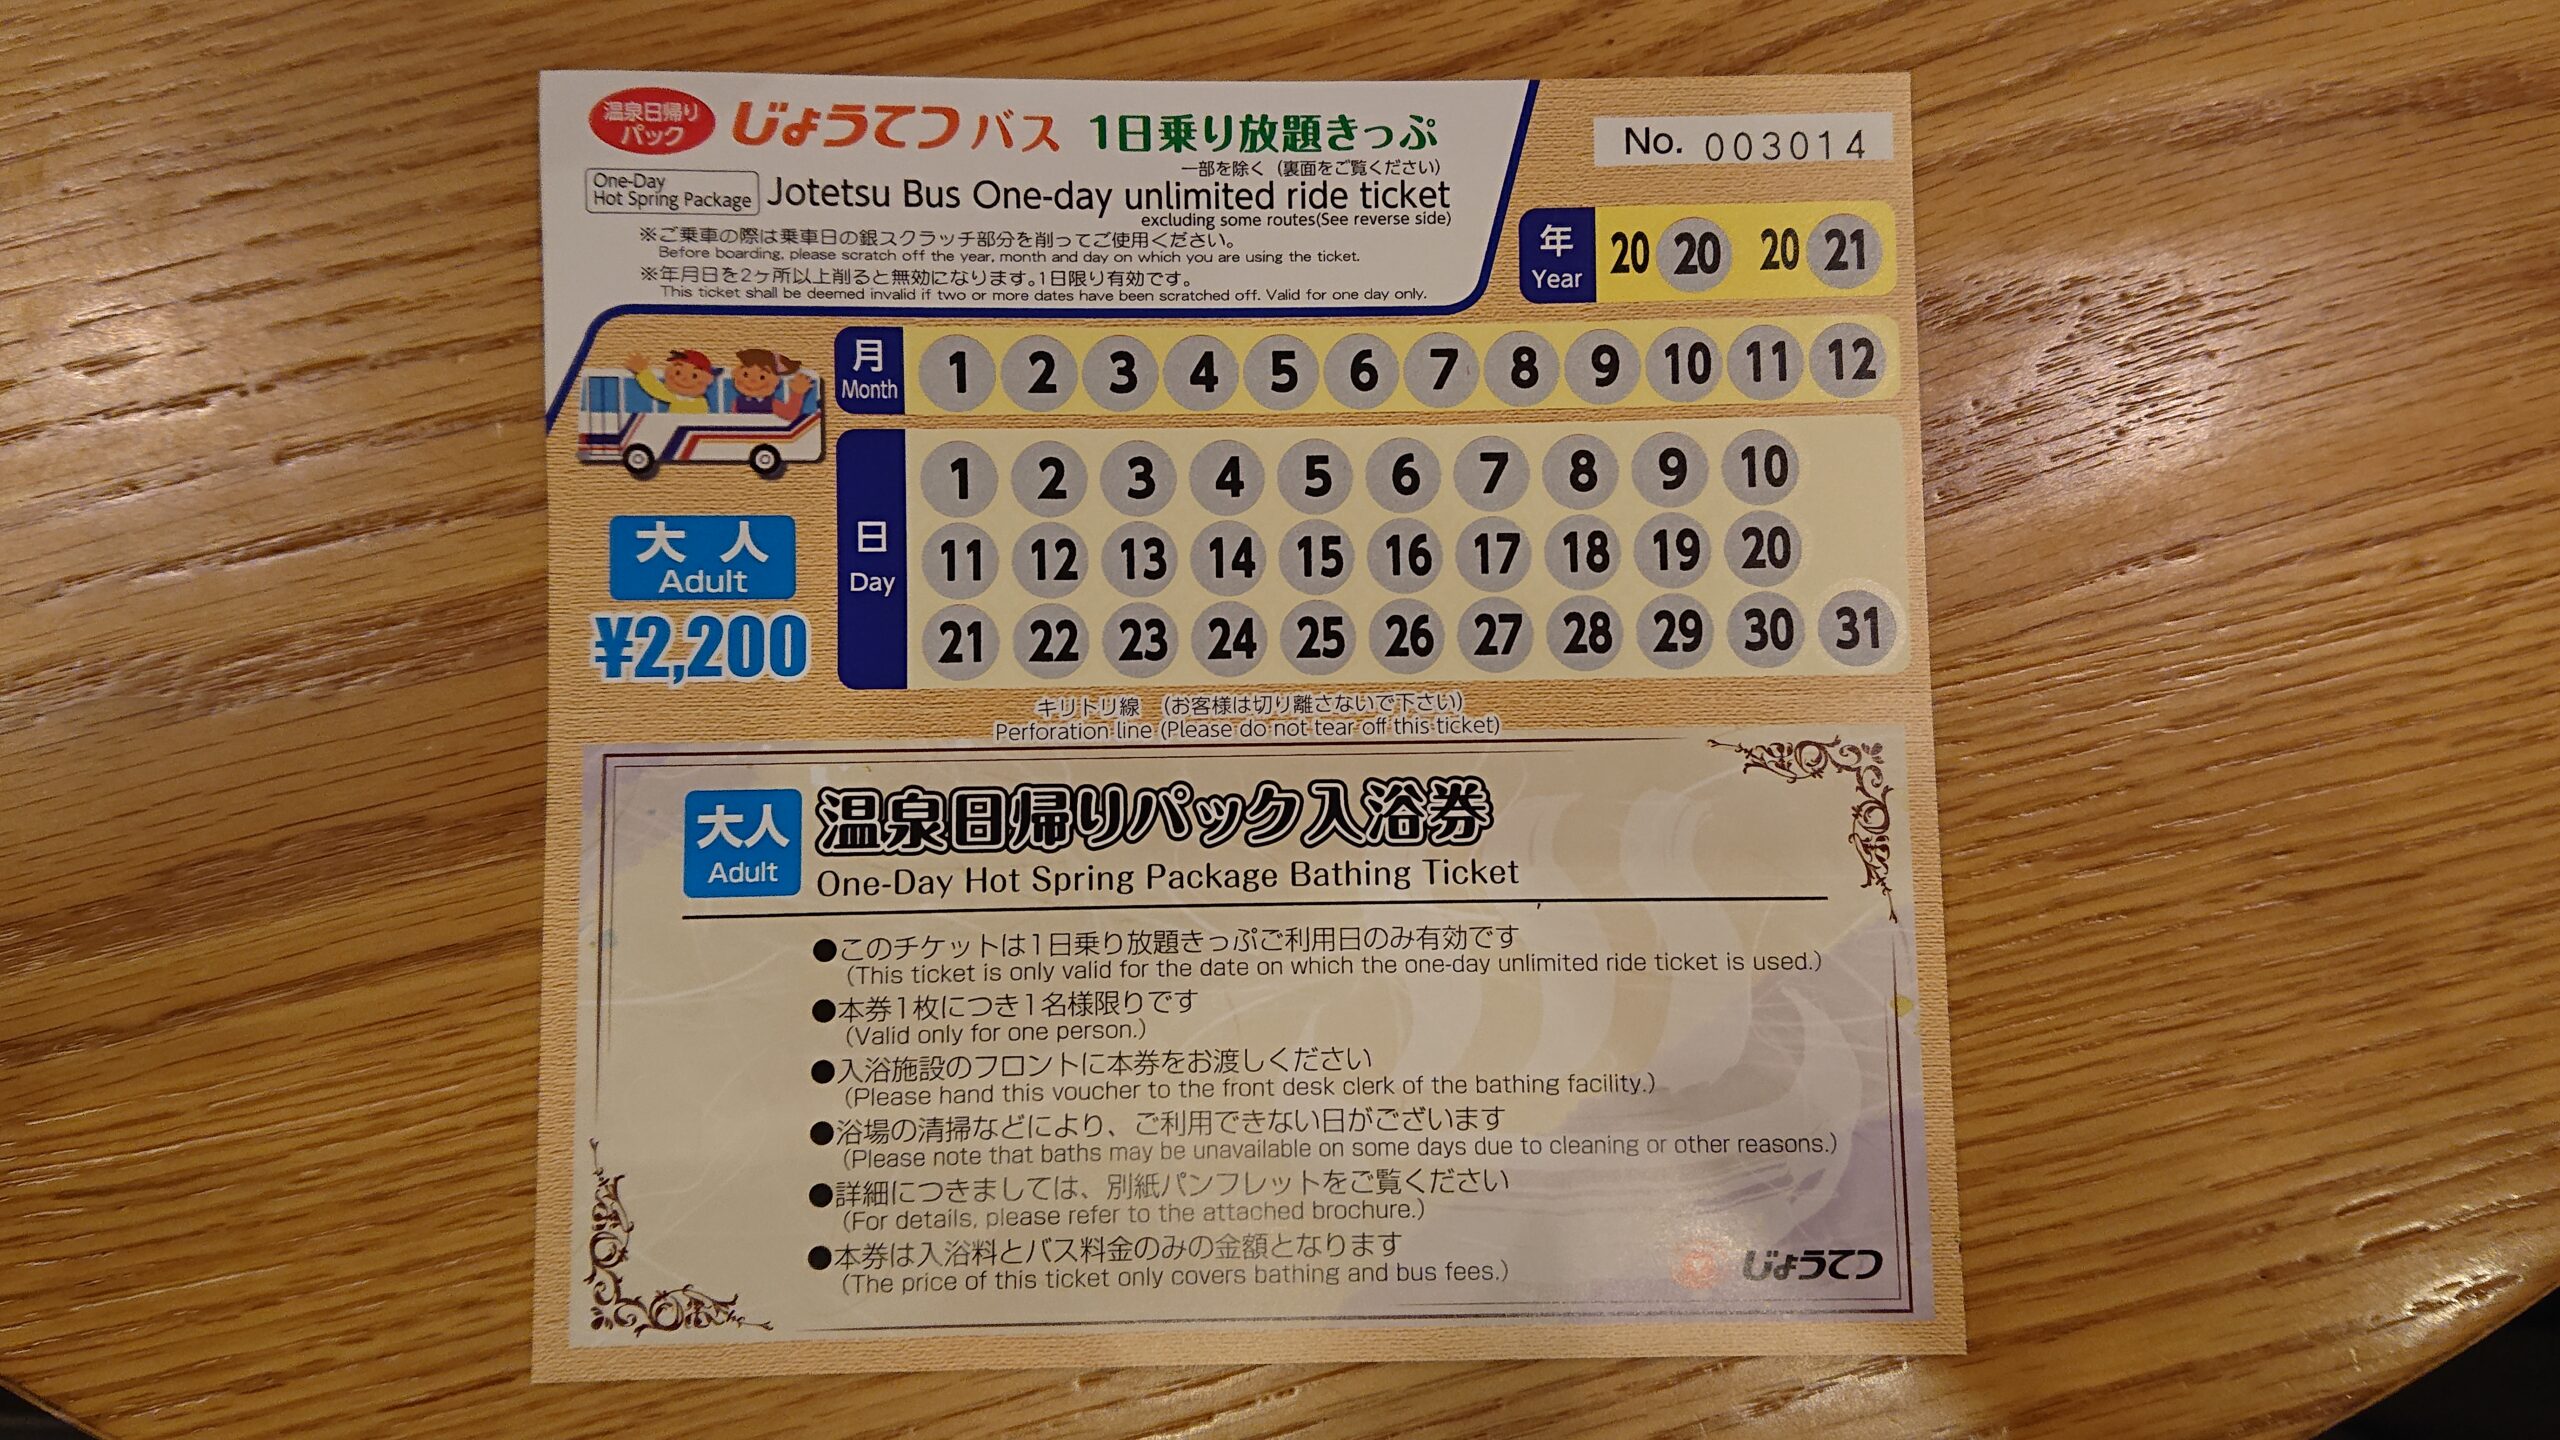 温泉日帰り
パック
じょうてつバス 1日乗り放題きっぷ
一部を除く(裏面をご覧ください)
One-Day
Hot Spring Package
Jotetsu Bus One-day unlimited ride ticket
excluding some routes(See reverse side)
※ご乗車の際は乗車日の銀スクラッチ部分を削ってご使用ください。
Before boarding, please scratch off the year, month and day on which you are using the ticket.
※年月日を2ヶ所以上削ると無効になります。1日限り有効です。
This ticket shall be deemed invalid if two or more dates have been scratched off. Valid for one day only.
No. 003014
年
Year
20 20 20 21
月
Month
1 2 3 4 5 6 7 8 9 10 11 12
日
Day
1 2 3 4 5 6 7 8 9 10
11 12 13 14 15 16 17 18 19 20
21 22 23 24 25 26 27 28 29 30 31
大人
Adult
¥2,200
キリトリ線 (お客様は切り離さないで下さい)
Perforation line (Please do not tear off this ticket)
大人
Adult
温泉日帰りパック入浴券
One-Day Hot Spring Package Bathing Ticket
●このチケットは1日乗り放題きっぷご利用日のみ有効です
(This ticket is only valid for the date on which the one-day unlimited ride ticket is used.)
●本券1枚につき1名様限りです
(Valid only for one person.)
●入浴施設のフロントに本券をお渡しください
(Please hand this voucher to the front desk clerk of the bathing facility.)
●浴場の清掃などにより、ご利用できない日がございます
(Please note that baths may be unavailable on some days due to cleaning or other reasons.)
●詳細につきましては、別紙パンフレットをご覧ください
(For details, please refer to the attached brochure.)
●本券は入浴料とバス料金のみの金額となります
(The price of this ticket only covers bathing and bus fees.)
じょうてつ